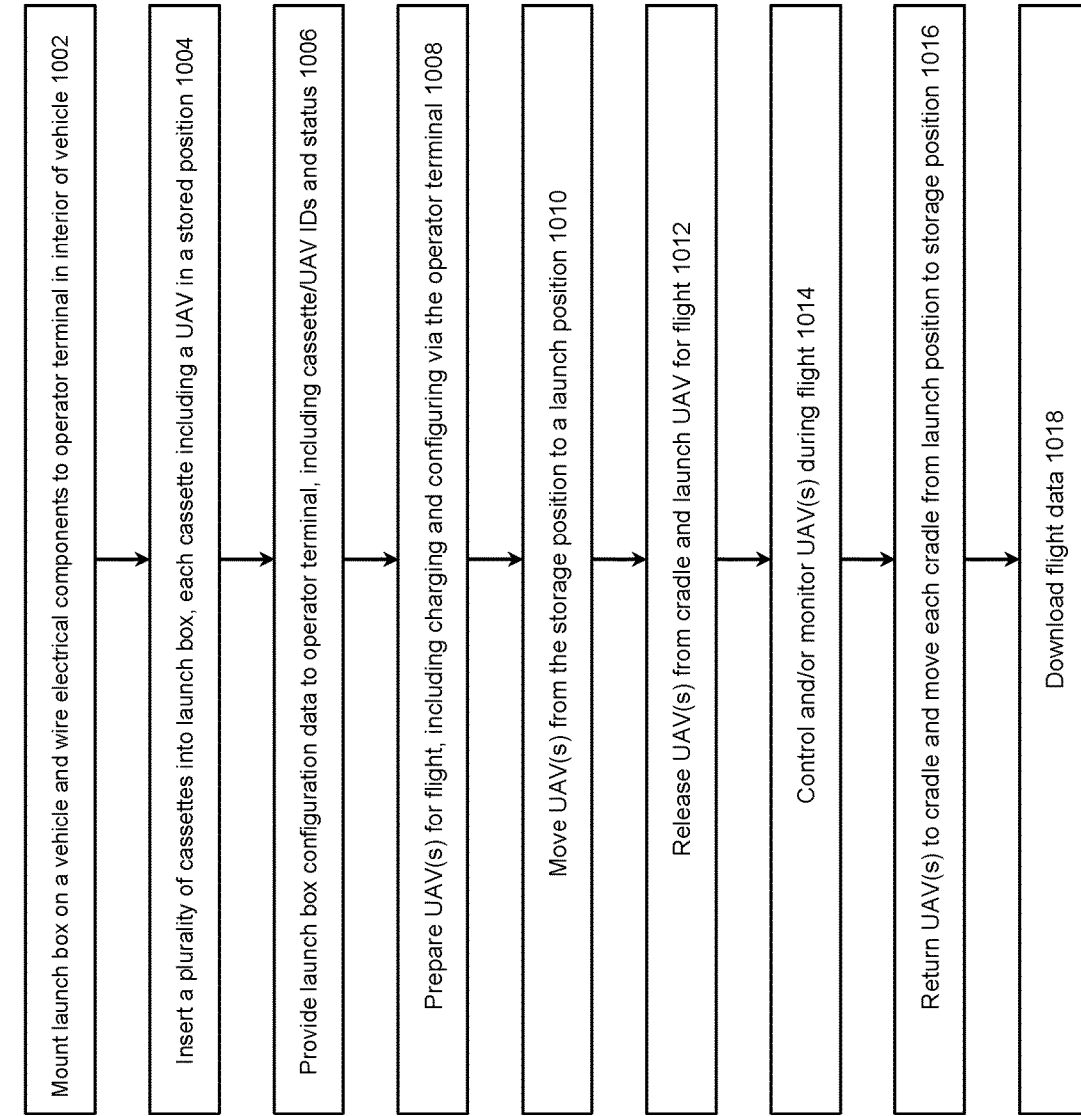 Mount launch box on a vehicle and wire electrical components to operator terminal in interior of vehicle 1002
Insert a plurality of cassettes into launch box, each cassette including a UAV in a stored position 1004
Provide launch box configuration data to operator terminal, including cassette/UAV IDs and status 1006
Prepare UAV(s) for flight, including charging and configuring via the operator terminal 1008
Move UAV(s) from the storage position to a launch position 1010
Release UAV(s) from cradle and launch UAV for flight 1012
Control and/or monitor UAV(s) during flight 1014
Return UAV(s) to cradle and move each cradle from launch position to storage position 1016
Download flight data 1018